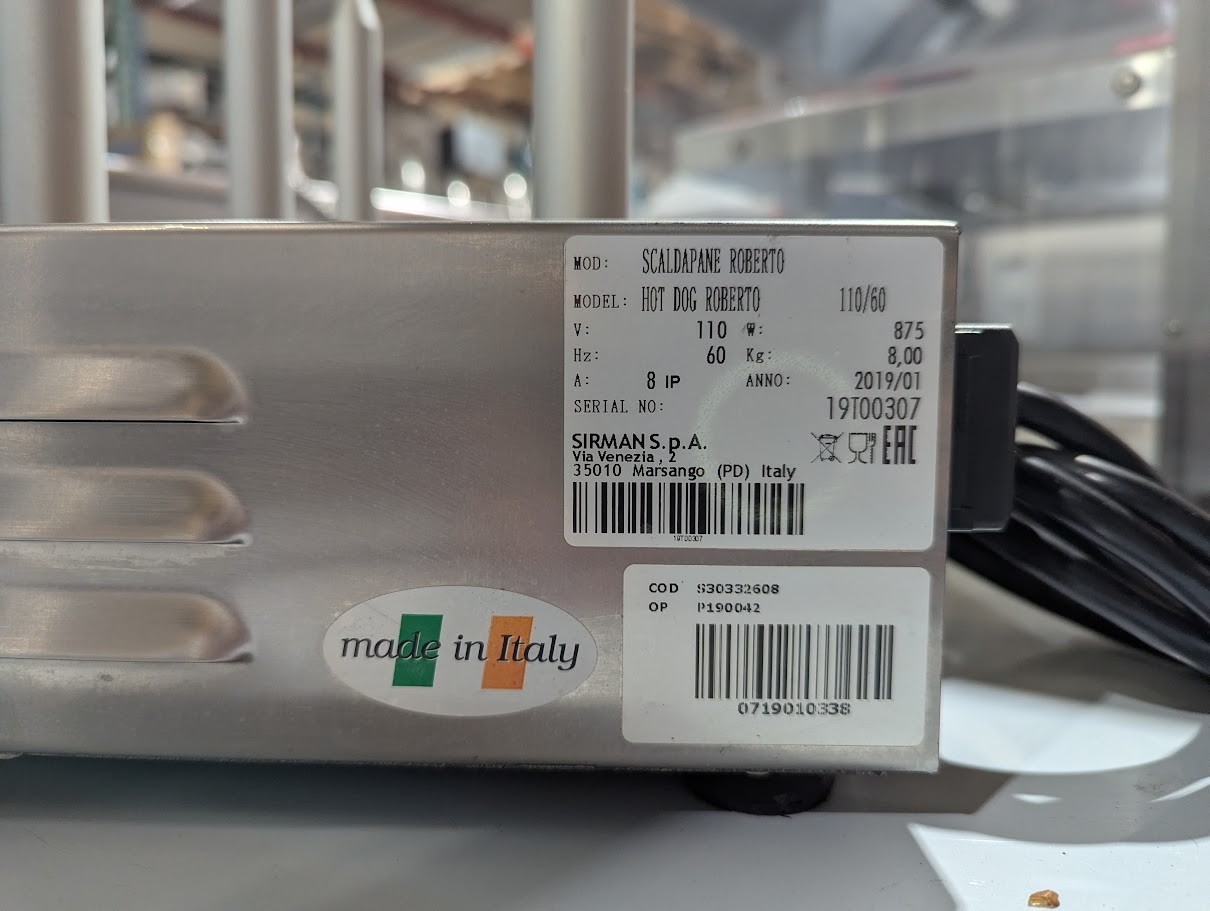 MOD: SCALDAPANE ROBERTO
MODEL: HOT DOG ROBERTO 110/60
V: 110 W: 875
Hz: 60 Kg: 8,00
A: 8 IP ANNO: 2019/01
SERIAL NO: 19T00307
SIRMAN S.p.A.
Via Venezia , 2
35010 Marsango (PD) Italy
EAC
19T00307
COD S30332608
OP P190042
0719010338
made in Italy